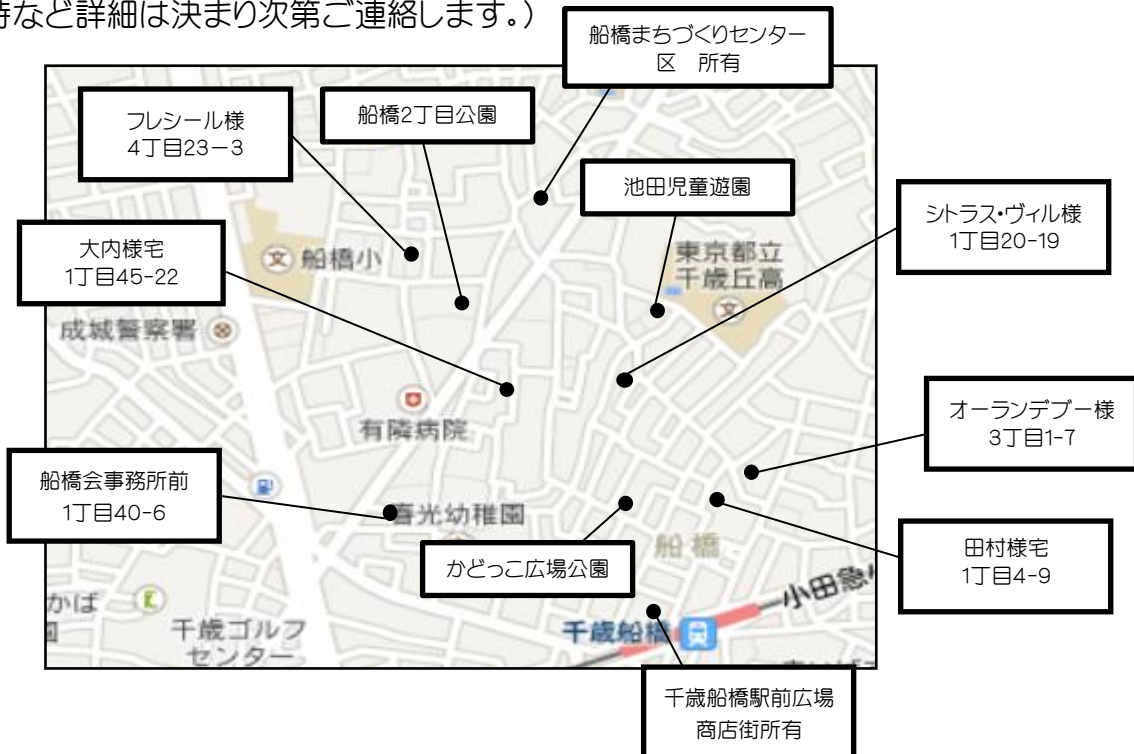 時など詳細は決まり次第ご連絡します。）
船橋まちづくりセンター
区　所有
フレシール様
4丁目23－3
船橋2丁目公園
池田児童遊園
シトラス・ヴィル様
1丁目20-19
大内様宅
1丁目45-22
船橋小
東京都立
千歳丘高
成城警察署
有隣病院
オーランデブー様
3丁目1-7
船橋会事務所前
1丁目40-6
春光幼稚園
かどっこ広場公園
船橋
田村様宅
1丁目4-9
小田急
千歳ゴルフ
センター
千歳船橋
千歳船橋駅前広場
商店街所有